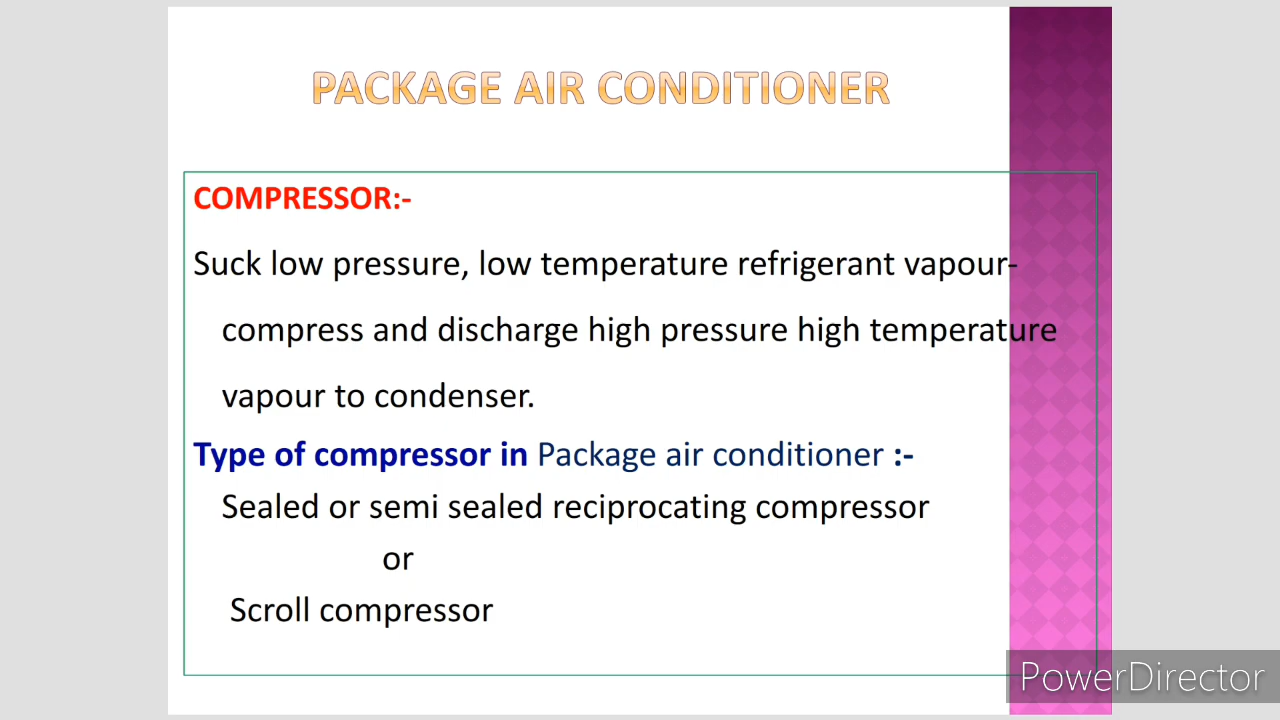 PACKAGE AIR CONDITIONER
COMPRESSOR:-
Suck low pressure, low temperature refrigerant vapour-
compress and discharge high pressure high temperature
vapour to condenser.
Type of compressor in Package air conditioner :-
Sealed or semi sealed reciprocating compressor
or
Scroll compressor
PowerDirector